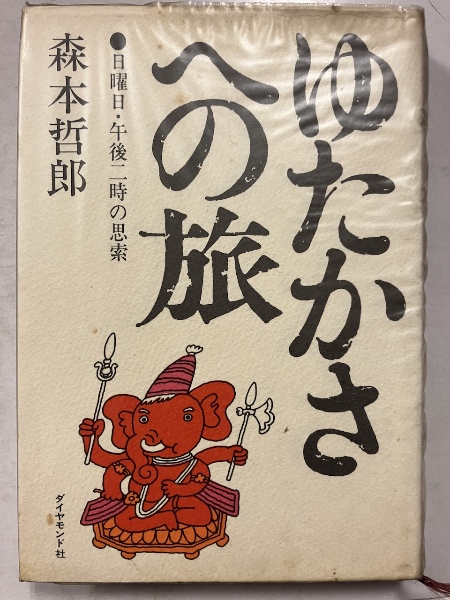 ゆたかさ
への旅
●日曜日・午後二時の思索
森本哲郎
ダイヤモンド社